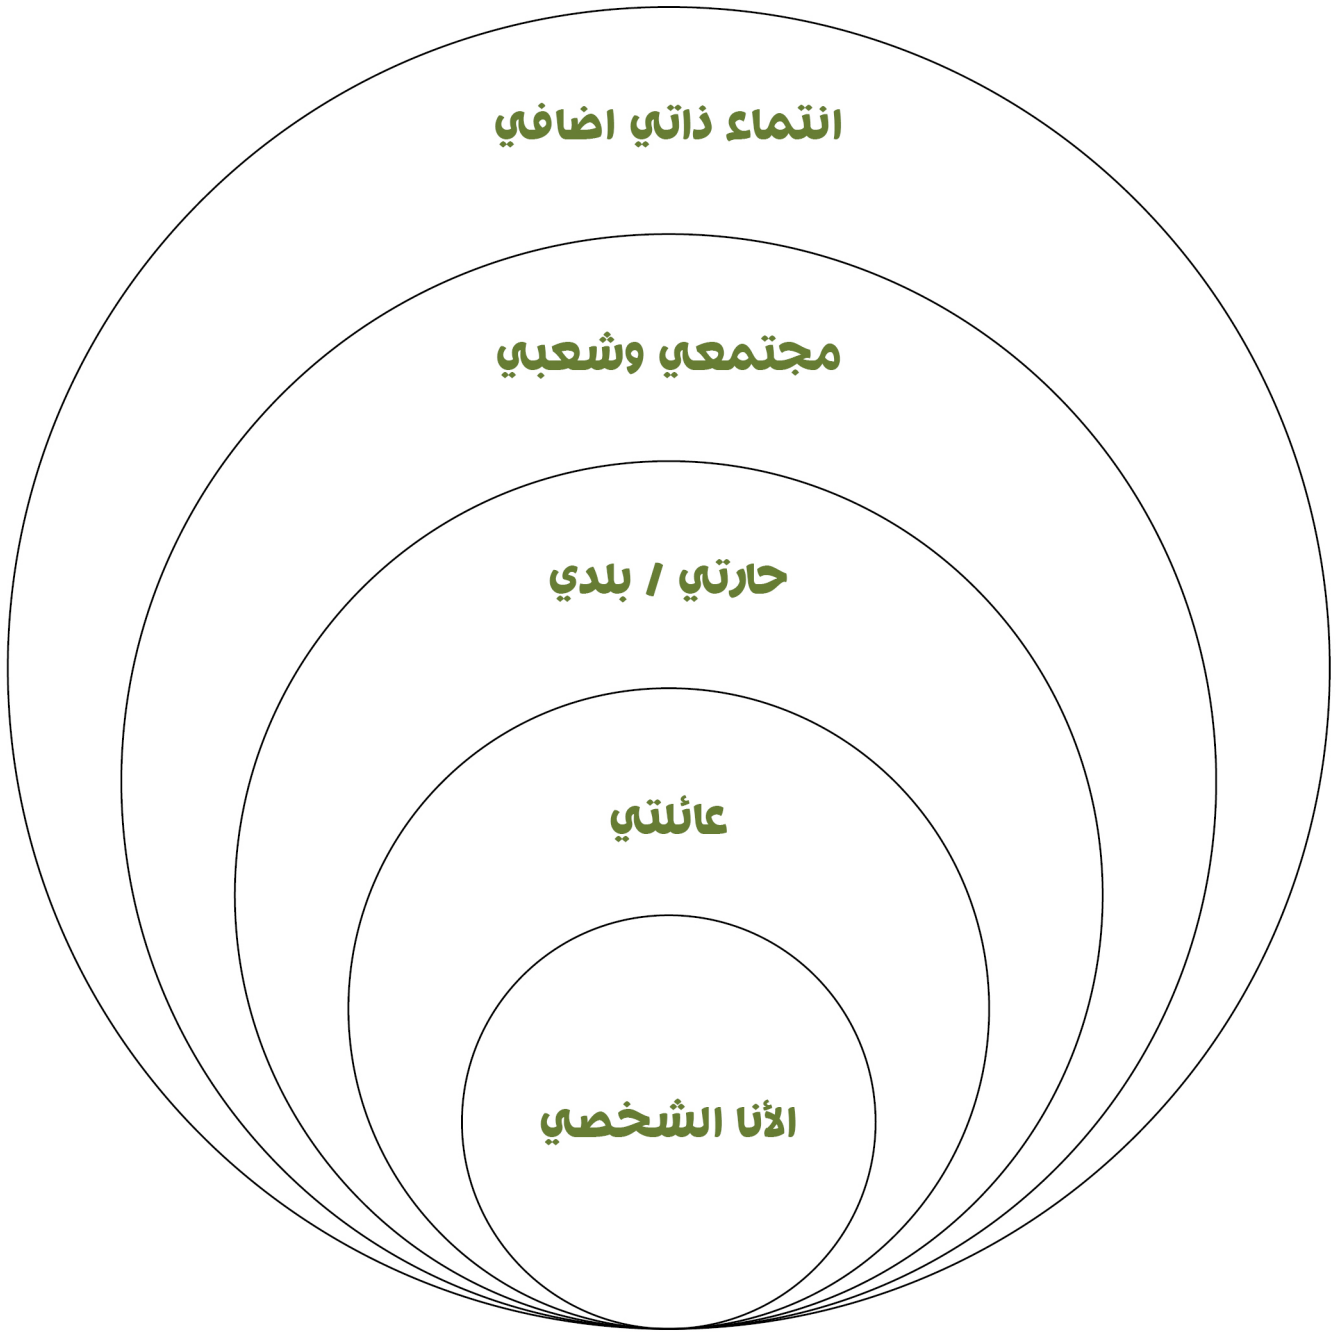 انتماء ذاتي اضافي
مجتمعي وشعبي
حارتي / بلدي
عائلتي
الأنا الشخصي